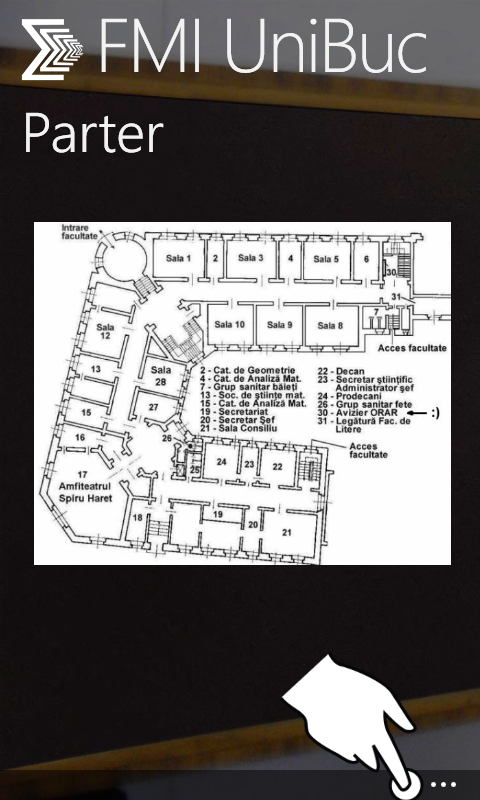 FMI UniBuc
Parter
Intrare
facultate
Sala 1
2
Sala 3
4
Sala 5
6
30
31
7
Sala
12
Sala 10
Sala 9
Sala 8
Acces facultate
13
Sala
28
15
27
16
26
17
Amfiteatrul
Spiru Haret
2 - Cat. de Geometrie
4 - Cat. de Analiză Mat.
7 - Grup sanitar băieți
13 - Soc. de științe mat.
15 - Cat. de Analiză Mat.
19 - Secretariat
20 - Secretar Șef
21 - Sala Consiliu
22 - Decan
23 - Secretar științific
Administrator șef
24 - Prodecani
26 - Grup sanitar fete
30 - Avizier ORAR :)
31 - Legătură Fac. de
Litere
Acces
facultate
25
24
23
22
18
19
20
21